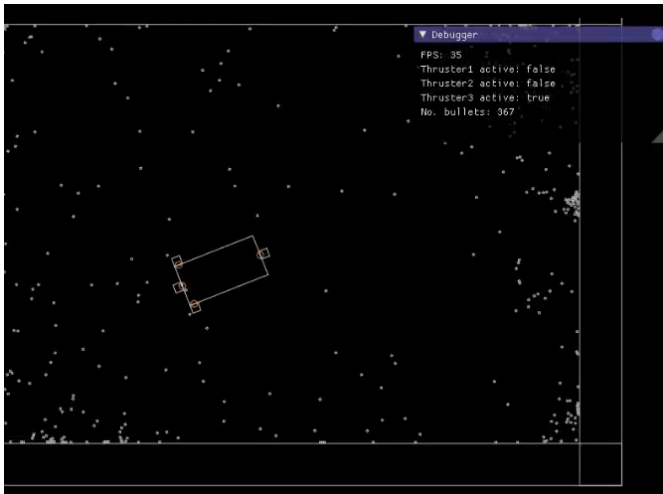 Debugger
FPS: 35
Thruster1 active: false
Thruster2 active: false
Thruster3 active: true
No. bullets: 367